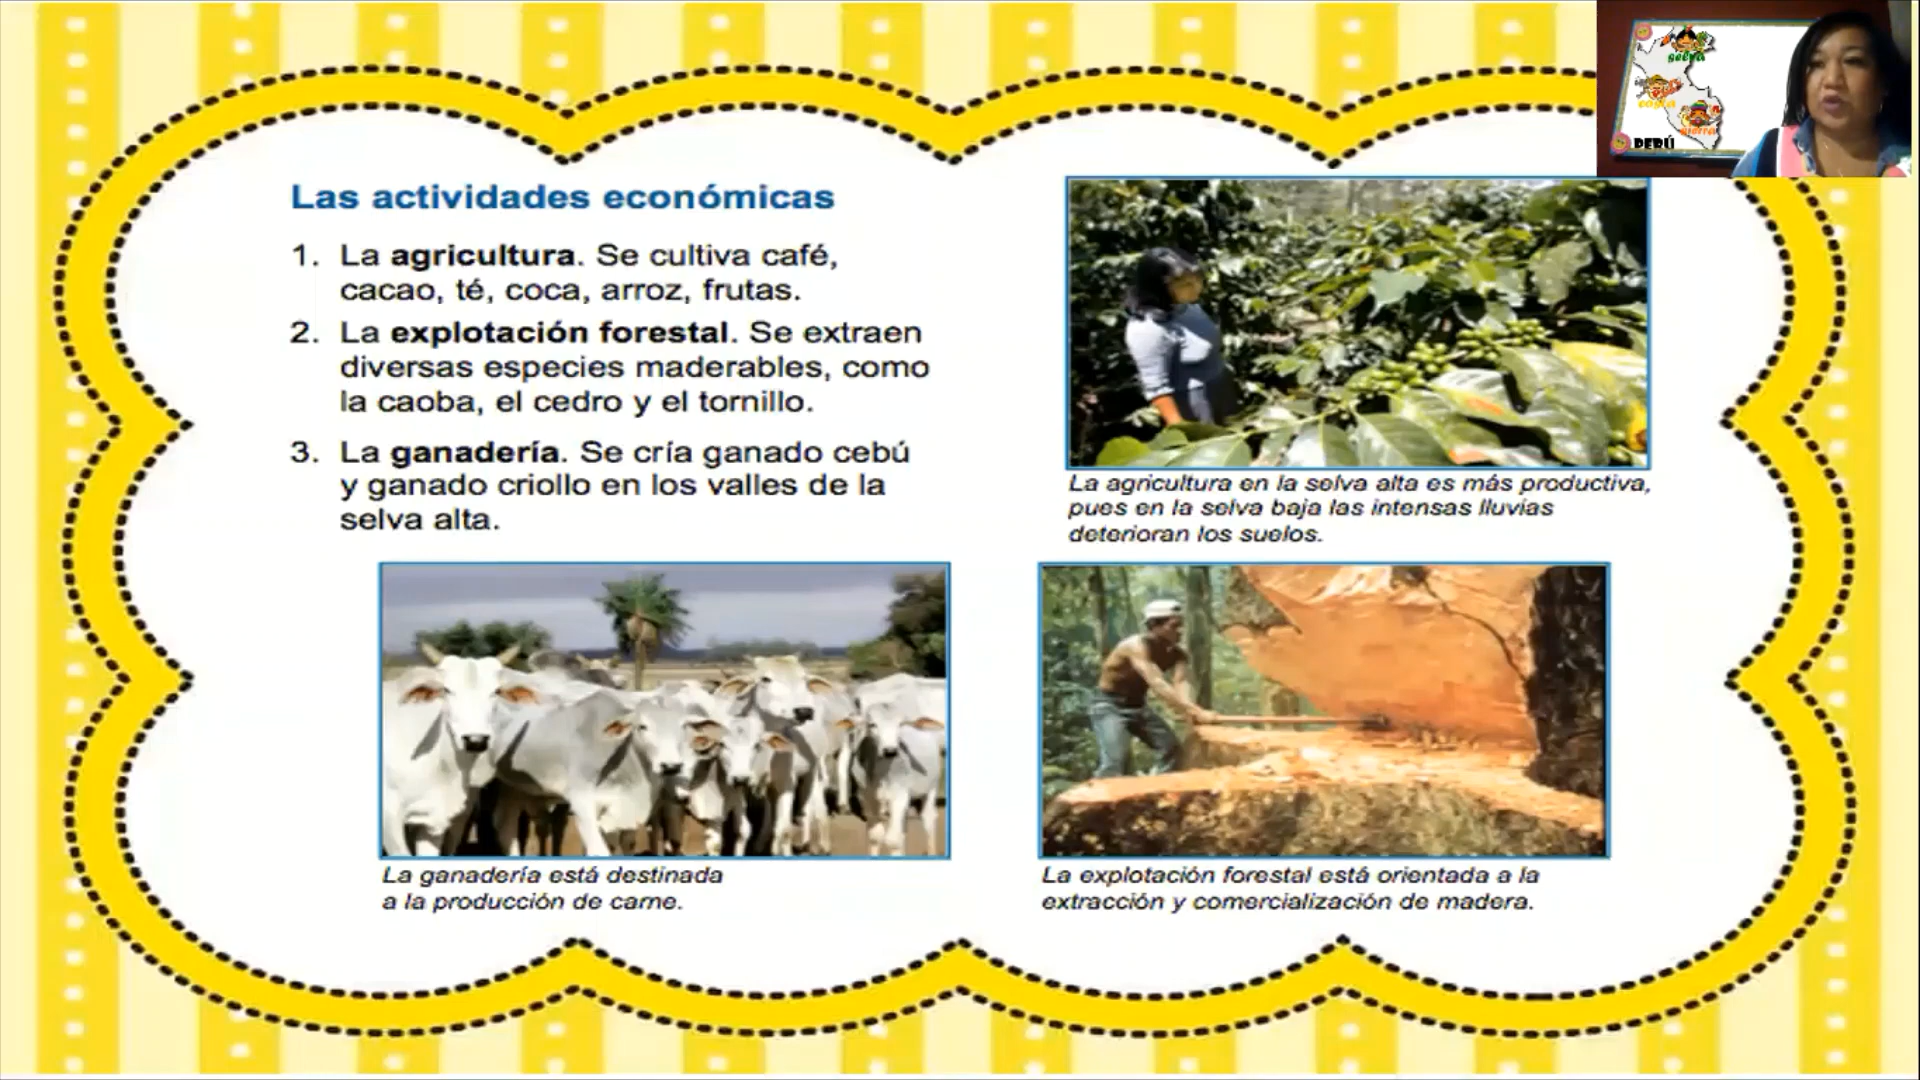 Las actividades económicas
1. La agricultura. Se cultiva café,
cacao, té, coca, arroz, frutas.
2. La explotación forestal. Se extraen
diversas especies maderables, como
la caoba, el cedro y el tornillo.
3. La ganadería. Se cría ganado cebú
y ganado criollo en los valles de la
selva alta.
La agricultura en la selva alta es más productiva,
pues en la selva baja las intensas lluvias
deterioran los suelos.
La ganadería está destinada
a la producción de carne.
La explotación forestal está orientada a la
extracción y comercialización de madera.
selva
costa
sierra
PERÚ